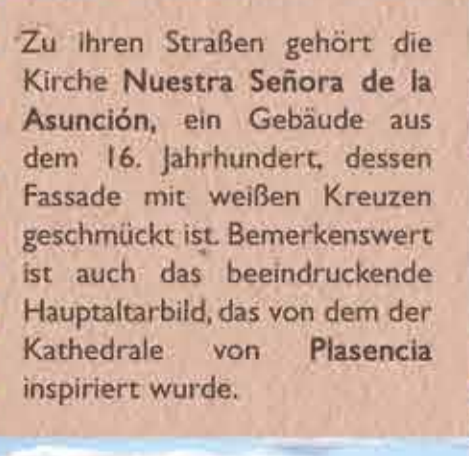 Zu ihren Straßen gehört die
Kirche Nuestra Señora de la
Asunción, ein Gebäude aus
dem 16. Jahrhundert, dessen
Fassade mit weißen Kreuzen
geschmückt ist. Bemerkenswert
ist auch das beeindruckende
Hauptaltarbild, das von dem der
Kathedrale von Plasencia
inspiriert wurde.